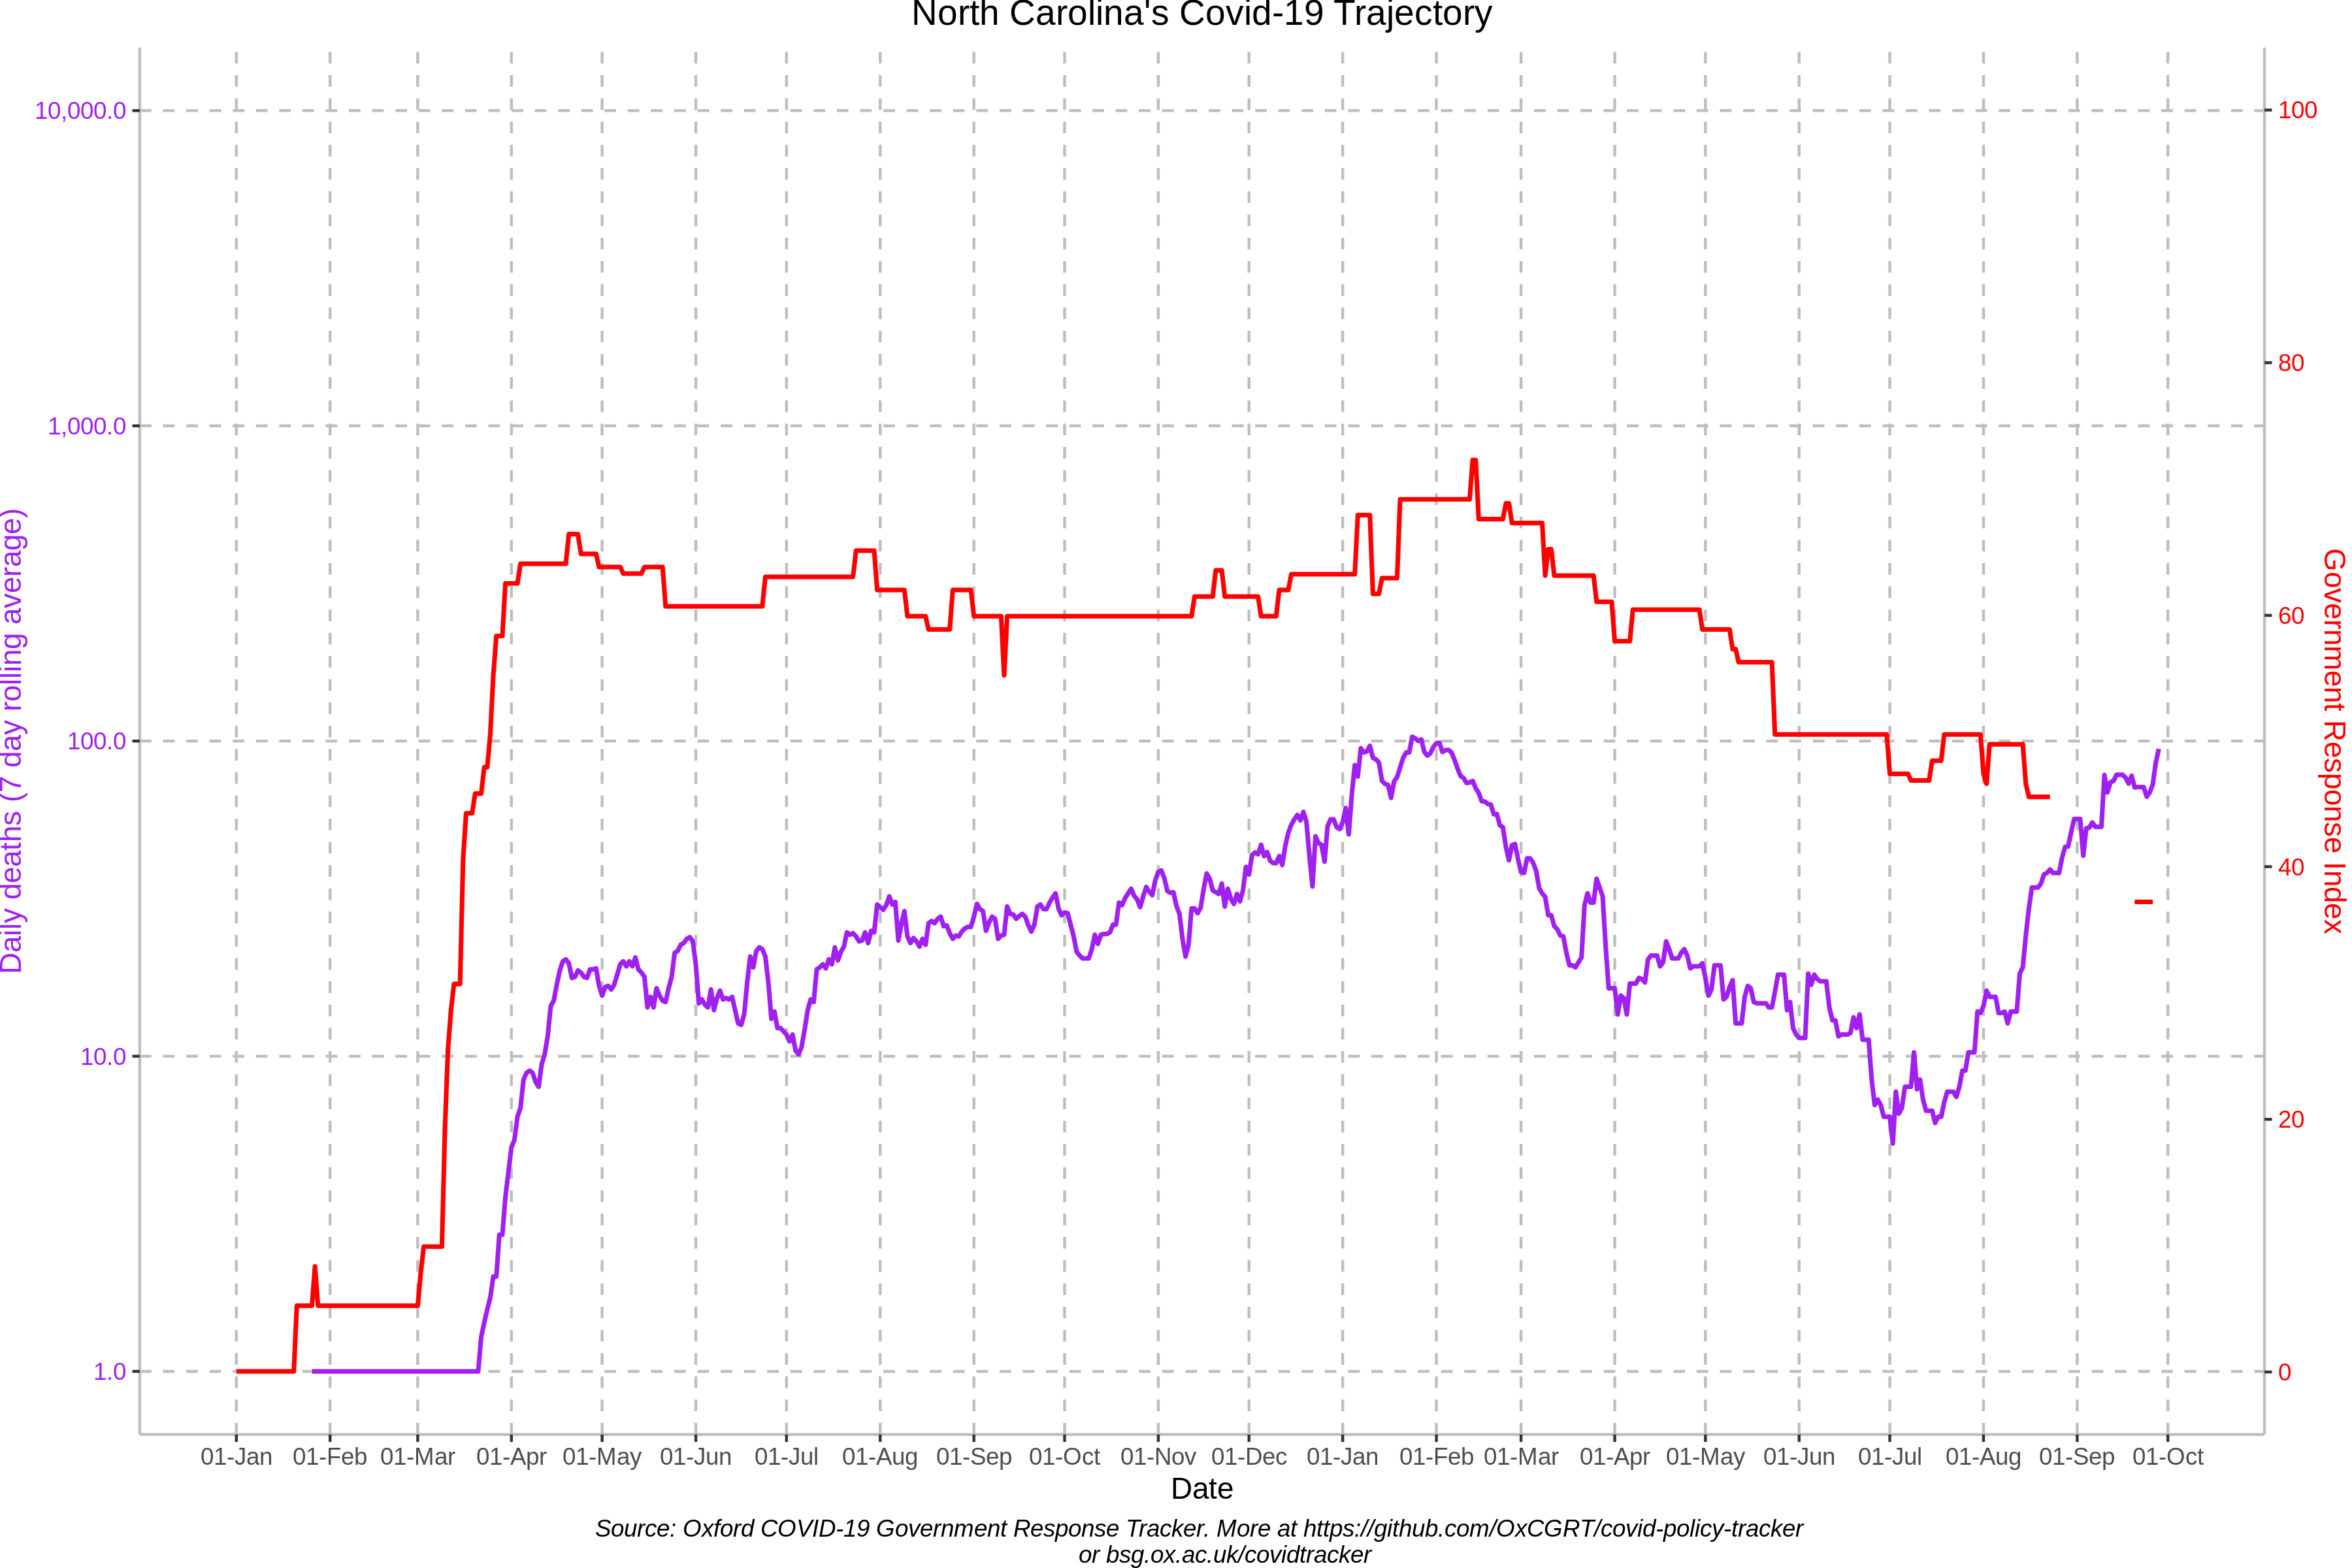 North Carolina's Covid-19 Trajectory
10,000.0
1,000.0
100.0
10.0
1.0
Daily deaths (7 day rolling average)
100
80
60
40
20
0
Government Response Index
01-Jan 01-Feb 01-Mar 01-Apr 01-May 01-Jun 01-Jul 01-Aug 01-Sep 01-Oct 01-Nov 01-Dec 01-Jan 01-Feb 01-Mar 01-Apr 01-May 01-Jun 01-Jul 01-Aug 01-Sep 01-Oct
Date
Source: Oxford COVID-19 Government Response Tracker. More at https://github.com/OxCGRT/covid-policy-tracker
or bsg.ox.ac.uk/covidtracker